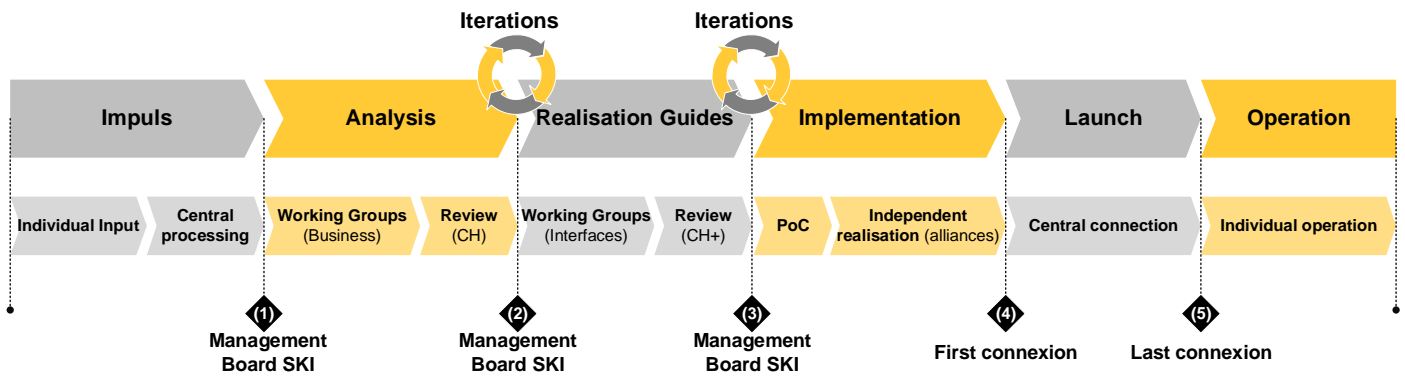 Iterations
Iterations
Impuls
Analysis
Realisation Guides
Implementation
Launch
Operation
Individual Input
Central
processing
Working Groups
(Business)
Review
(CH)
Working Groups
(Interfaces)
Review
(CH+)
PoC
Independent
realisation (alliances)
Central connection
Individual operation
(1)
Management
Board SKI
(2)
Management
Board SKI
(3)
Management
Board SKI
(4)
First connexion
(5)
Last connexion